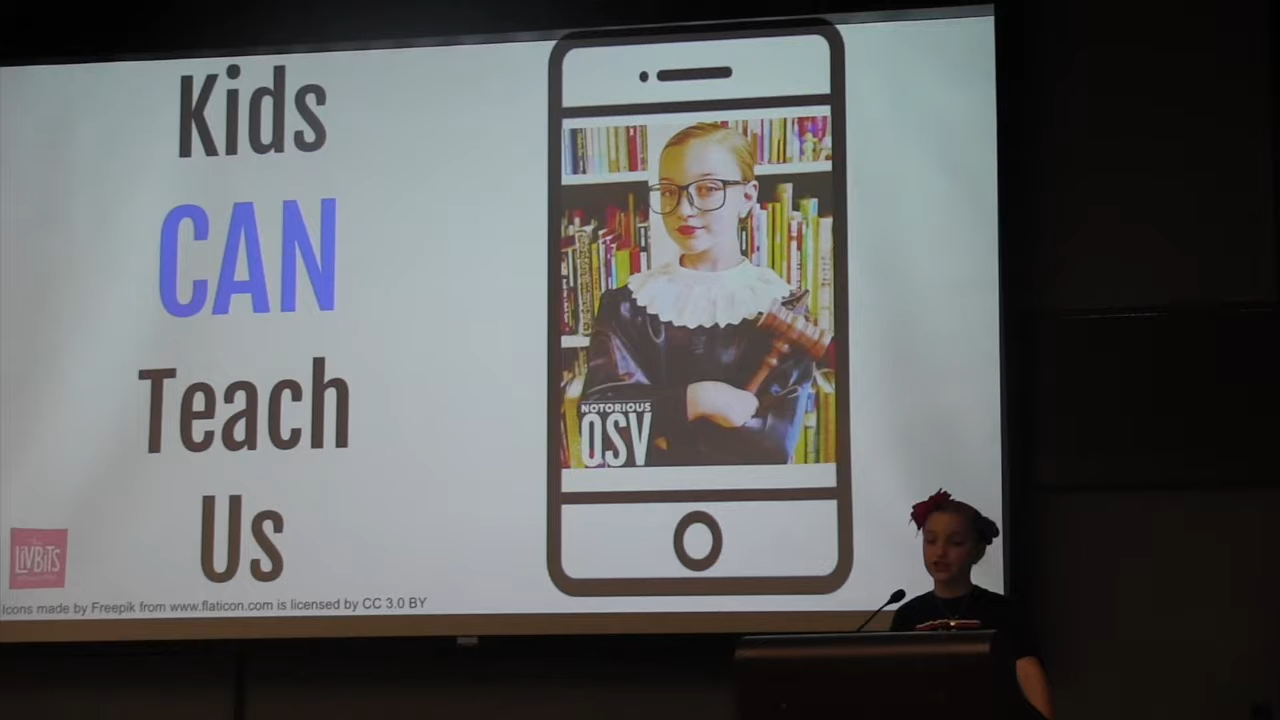 Kids
CAN
Teach
Us
NOTORIOUS
OSV
LiVBiTS
Icons made by Freepik from www.flaticon.com is licensed by CC 3.0 BY